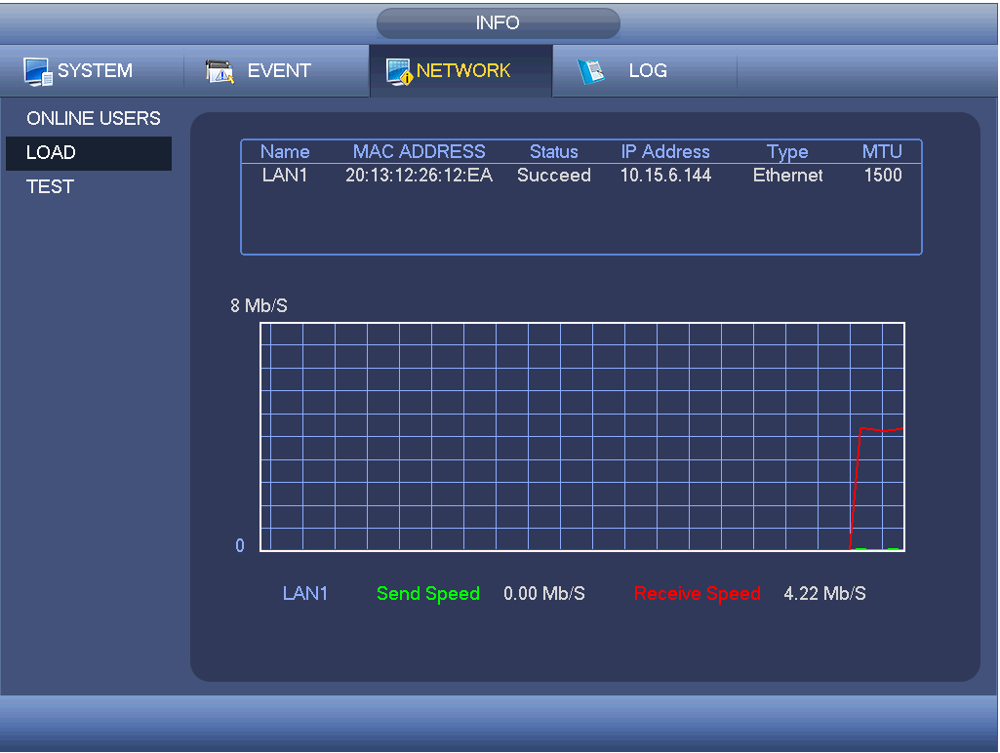 INFO
SYSTEM EVENT NETWORK LOG
ONLINE USERS
LOAD
TEST
Name MAC ADDRESS Status IP Address Type MTU
LAN1 20:13:12:26:12:EA Succeed 10.15.6.144 Ethernet 1500
8 Mb/S
0
LAN1 Send Speed 0.00 Mb/S Receive Speed 4.22 Mb/S